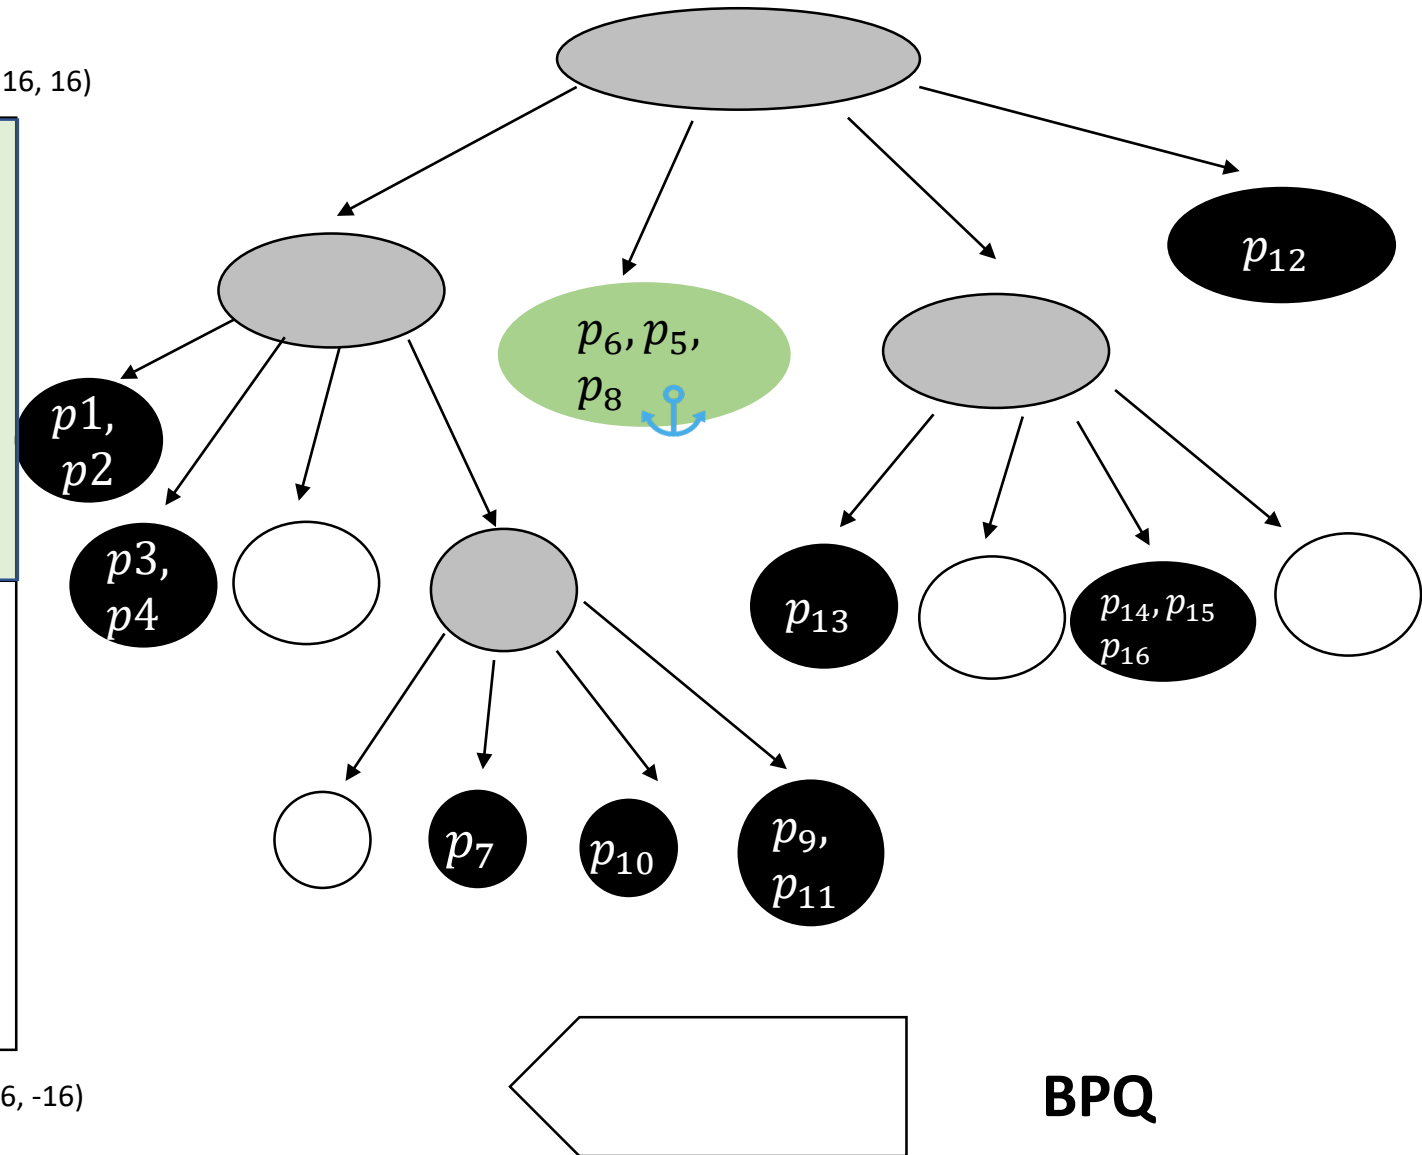 16, 16)
p₁₂
p₆, p₅,
p₈
p1,
p2
p3,
p4
p₁₃
p₁₄, p₁₅
p₁₆
p₇
p₁₀
p₉,
p₁₁
6, -16)
BPQ